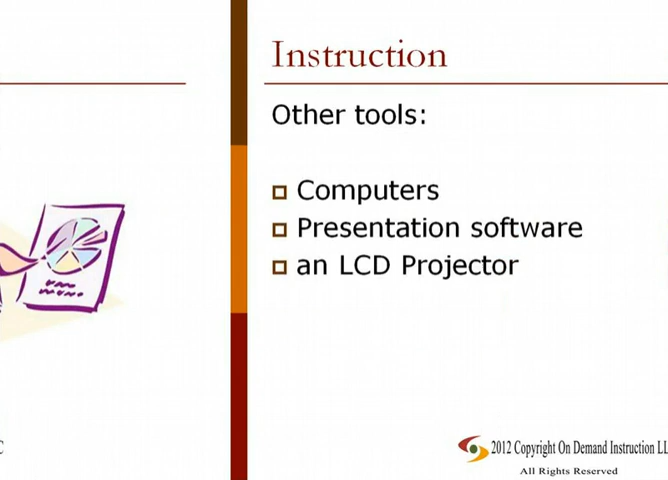 Instruction
Other tools:
Computers
Presentation software
an LCD Projector
2012 Copyright On Demand Instruction LL
All Rights Reserved
C